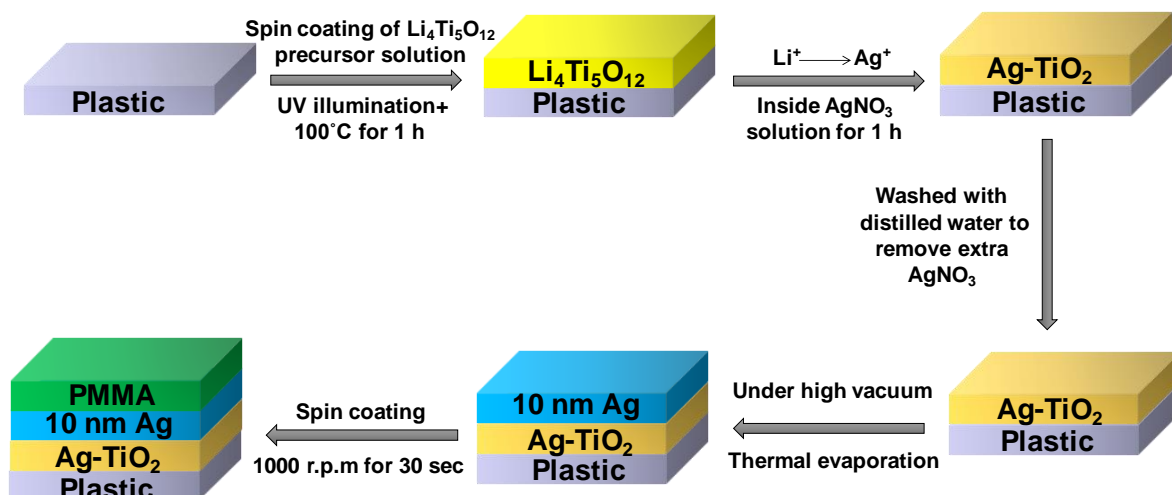 Plastic
Spin coating of Li₄Ti₅O₁₂
precursor solution
UV illumination+
100˚C for 1 h
Li₄Ti₅O₁₂
Plastic
Li⁺ ⟶ Ag⁺
Inside AgNO₃
solution for 1 h
Ag-TiO₂
Plastic
Washed with
distilled water to
remove extra
AgNO₃
Ag-TiO₂
Plastic
Under high vacuum
Thermal evaporation
10 nm Ag
Ag-TiO₂
Plastic
Spin coating
1000 r.p.m for 30 sec
PMMA
10 nm Ag
Ag-TiO₂
Plastic